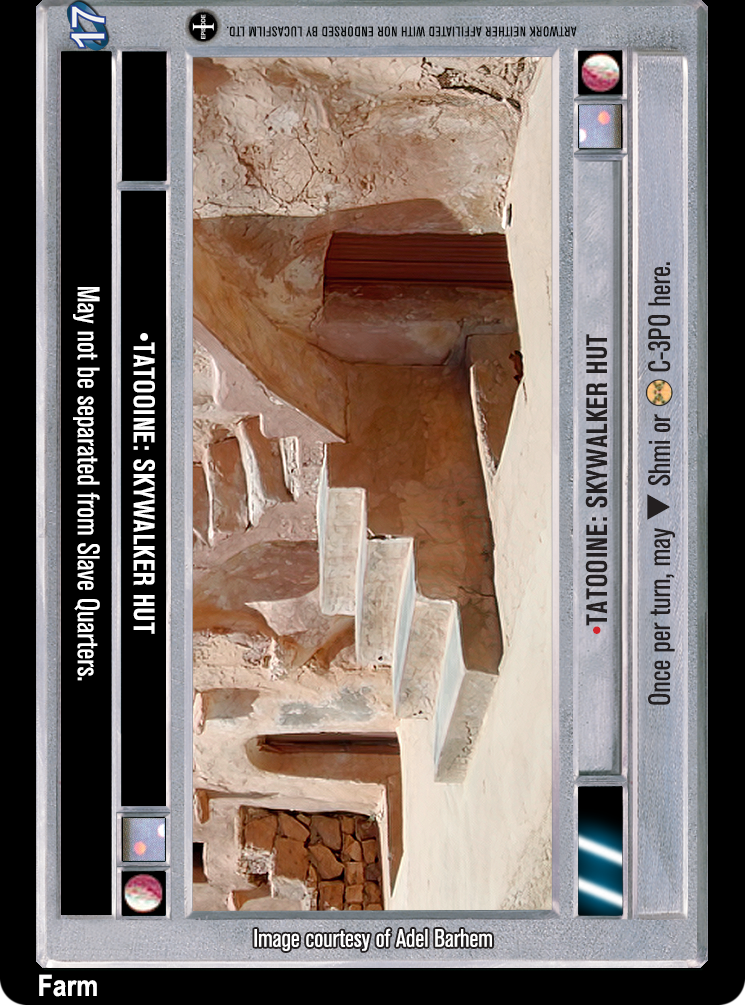 17
EPISODE I
ARTWORK NEITHER AFFILIATED WITH NOR ENDORSED BY LUCASFILM LTD.
May not be separated from Slave Quarters.
•TATOOINE: SKYWALKER HUT
•TATOOINE: SKYWALKER HUT
Once per turn, may ▼ Shmi or C-3PO here.
Image courtesy of Adel Barhem
Farm